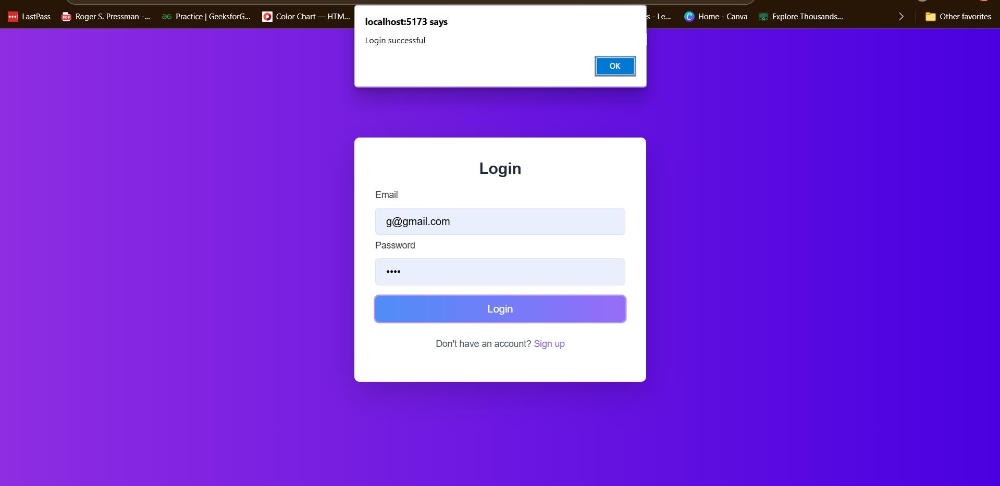 LastPass
Roger S. Pressman -...
Practice | GeeksforG...
Color Chart — HTM...
s - Le...
Home - Canva
Explore Thousands...
Other favorites
localhost:5173 says
Login successful
OK
Login
Email
g@gmail.com
Password
••••
Login
Don't have an account? Sign up